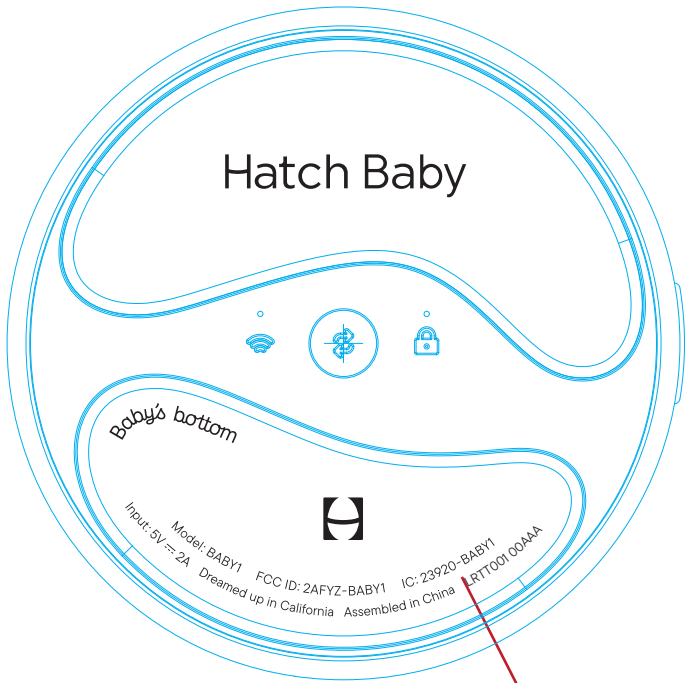 Hatch Baby
Baby's bottom
Model: BABY1 FCC ID: 2AFYZ-BABY1 IC: 23920-BABY1
Input: 5V ⎓ 2A Dreamed up in California Assembled in China LRTT001 00AAA